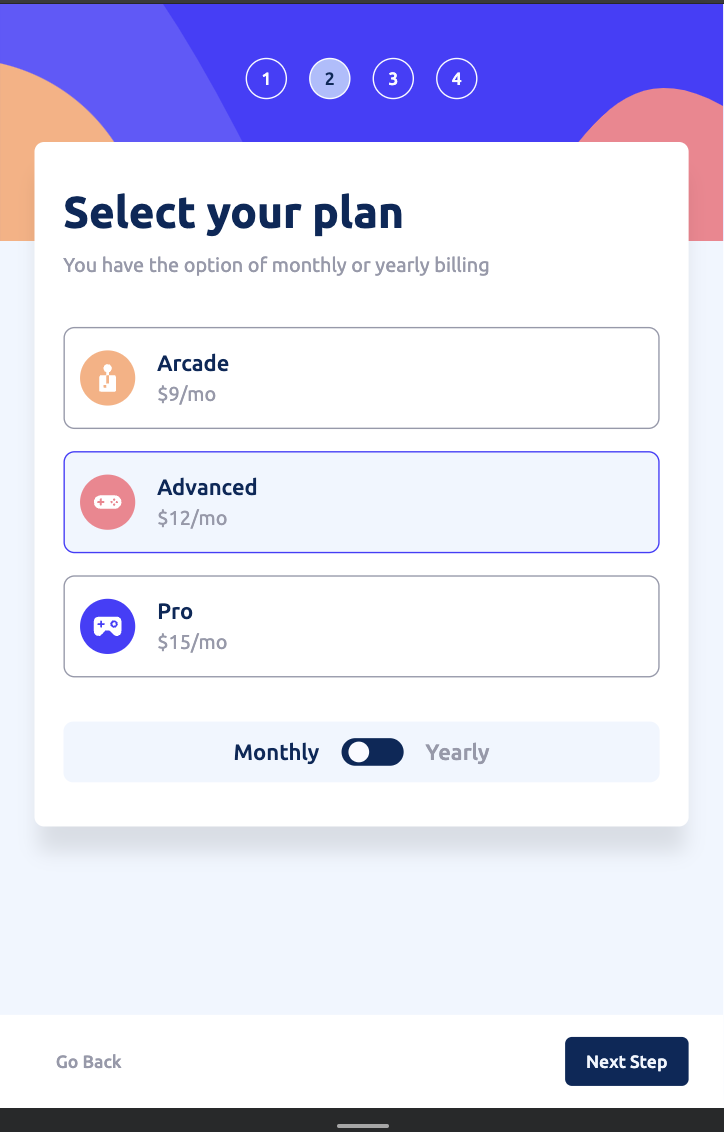 1 2 3 4
Select your plan
You have the option of monthly or yearly billing
Arcade
$9/mo
Advanced
$12/mo
Pro
$15/mo
Monthly Yearly
Go Back Next Step